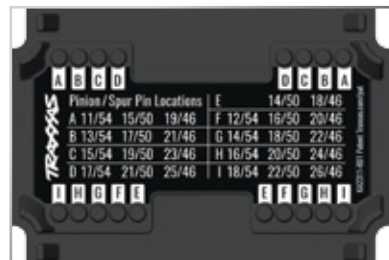 A B C D
D C B A
TRAXXAS
Pinion / Spur Pin Locations
A 11/54 15/50 19/46
B 13/54 17/50 21/46
C 15/54 19/50 23/46
D 17/54 21/50 25/46
E 14/50 18/46
F 12/54 16/50 20/46
G 14/54 18/50 22/46
H 16/54 20/50 24/46
I 18/54 22/50 26/46
I H G F E
E F G H I